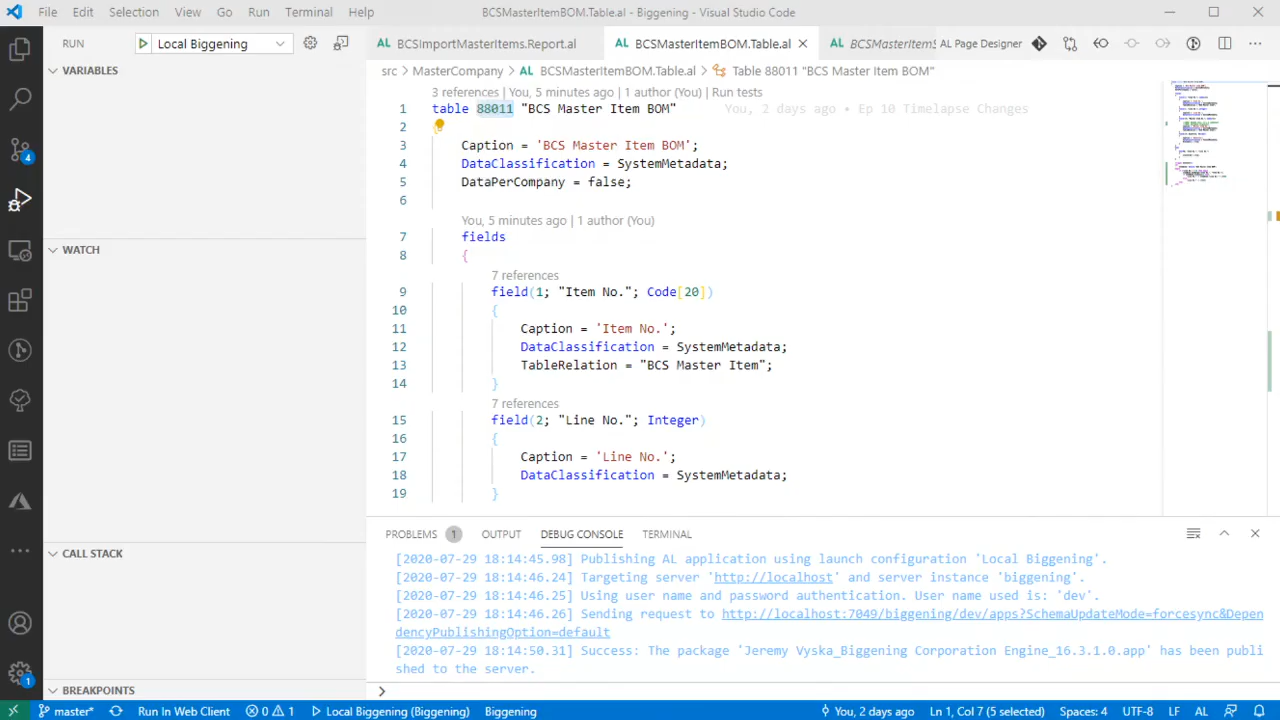 File Edit Selection View Go Run Terminal Help BCSMasterItemBOM.Table.al - Biggening - Visual Studio Code
RUN Local Biggening BCSImportMasterItems.Report.al AL BCSMasterItemBOM.Table.al AL BCSMasterItemS AL Page Designer
AL
VARIABLES
src > MasterCompany > AL BCSMasterItemBOM.Table.al > Table 88011 "BCS Master Item BOM"
3 references | You, 5 minutes ago | 1 author (You) | Run tests
1 table 88011 "BCS Master Item BOM" You, 2 days ago • Ep 10 Timelapse Changes
2
3 Caption = 'BCS Master Item BOM';
4 DataClassification = SystemMetadata;
5 DataPerCompany = false;
6
You, 5 minutes ago | 1 author (You)
7 fields
8 {
7 references
9 field(1; "Item No."; Code[20])
10 {
11 Caption = 'Item No.';
12 DataClassification = SystemMetadata;
13 TableRelation = "BCS Master Item";
14 }
7 references
15 field(2; "Line No."; Integer)
16 {
17 Caption = 'Line No.';
18 DataClassification = SystemMetadata;
19 }
WATCH
CALL STACK
BREAKPOINTS
4
1
PROBLEMS 1 OUTPUT DEBUG CONSOLE TERMINAL
[2020-07-29 18:14:45.98] Publishing AL application using launch configuration 'Local Biggening'.
[2020-07-29 18:14:46.24] Targeting server 'http://localhost' and server instance 'biggening'.
[2020-07-29 18:14:46.25] Using user name and password authentication. User name used is: 'dev'.
[2020-07-29 18:14:46.26] Sending request to http://localhost:7049/biggening/dev/apps?SchemaUpdateMode=forcesync&Depen
dencyPublishingOption=default
[2020-07-29 18:14:50.31] Success: The package 'Jeremy Vyska_Biggening Corporation Engine_16.3.1.0.app' has been publi
shed to the server.
>
master* Run In Web Client 0 1 Local Biggening (Biggening) Biggening You, 2 days ago Ln 1, Col 7 (5 selected) Spaces: 4 UTF-8 LF AL